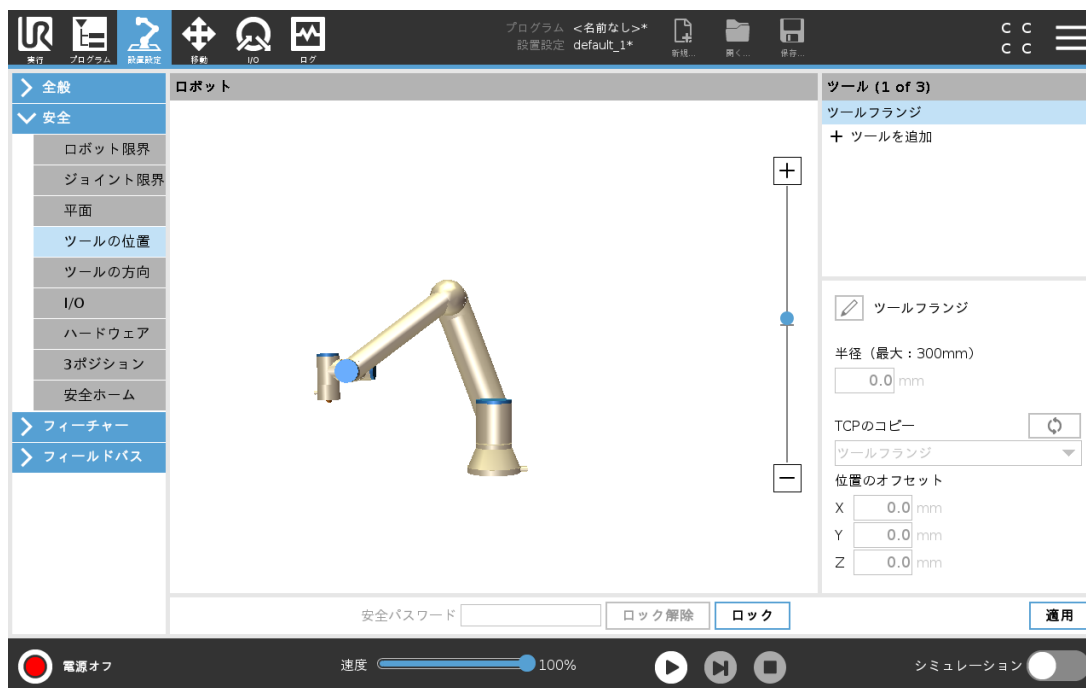 プログラム <名前なし>*
設置設定 default_1*
C C
C C
実行 プログラム 設置設定 移動 I/O ログ 新規... 開く... 保存...
全般
安全
ロボット限界
ジョイント限界
平面
ツールの位置
ツールの方向
I/O
ハードウェア
3ポジション
安全ホーム
フィーチャー
フィールドバス
ロボット
ツール (1 of 3)
ツールフランジ
ツールを追加
ツールフランジ
半径（最大：300mm）
0.0 mm
TCPのコピー
ツールフランジ
位置のオフセット
X 0.0 mm
Y 0.0 mm
Z 0.0 mm
安全パスワード ロック解除 ロック 適用
電源オフ 速度 100% シミュレーション